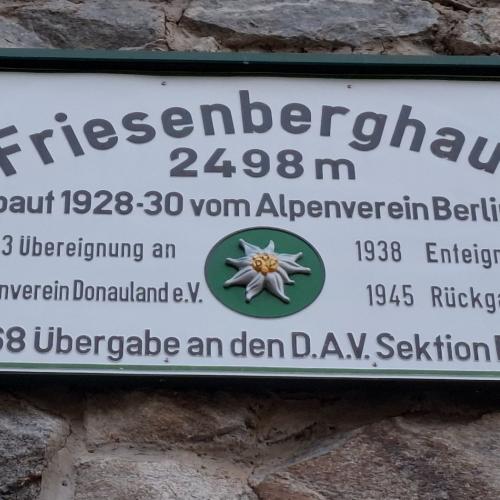 Friesenberghau
2498 m
baut 1928-30 vom Alpenverein Berli
3 Übereignung an
nverein Donauland e.V.
1938 Enteign
1945 Rückga
68 Übergabe an den D.A.V. Sektion